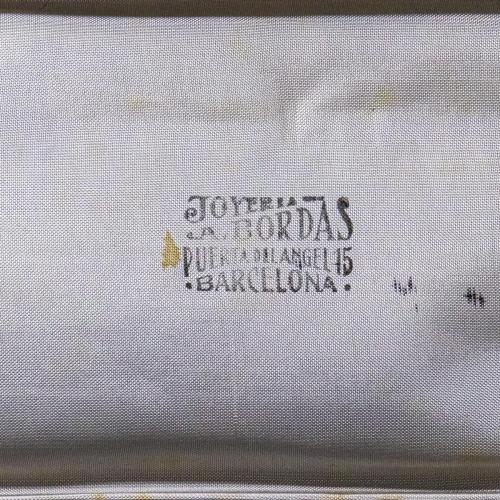 JOYERIA
A. BORDAS
PUERTA DEL ANGEL 15
· BARCELONA ·